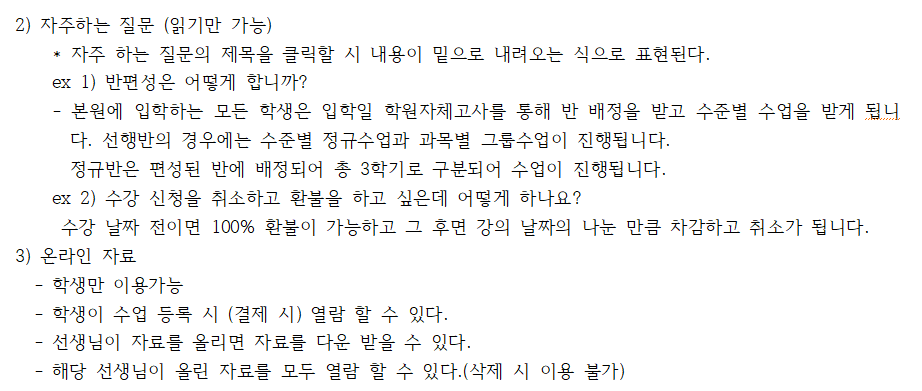 2) 자주하는 질문 (읽기만 가능)
* 자주 하는 질문의 제목을 클릭할 시 내용이 밑으로 내려오는 식으로 표현된다.
ex 1) 반편성은 어떻게 합니까?
- 본원에 입학하는 모든 학생은 입학일 학원자체고사를 통해 반 배정을 받고 수준별 수업을 받게 됩니
다. 선행반의 경우에는 수준별 정규수업과 과목별 그룹수업이 진행됩니다.
정규반은 편성된 반에 배정되어 총 3학기로 구분되어 수업이 진행됩니다.
ex 2) 수강 신청을 취소하고 환불을 하고 싶은데 어떻게 하나요?
수강 날짜 전이면 100% 환불이 가능하고 그 후면 강의 날짜의 나눈 만큼 차감하고 취소가 됩니다.
3) 온라인 자료
- 학생만 이용가능
- 학생이 수업 등록 시 (결제 시) 열람 할 수 있다.
- 선생님이 자료를 올리면 자료를 다운 받을 수 있다.
- 해당 선생님이 올린 자료를 모두 열람 할 수 있다.(삭제 시 이용 불가)